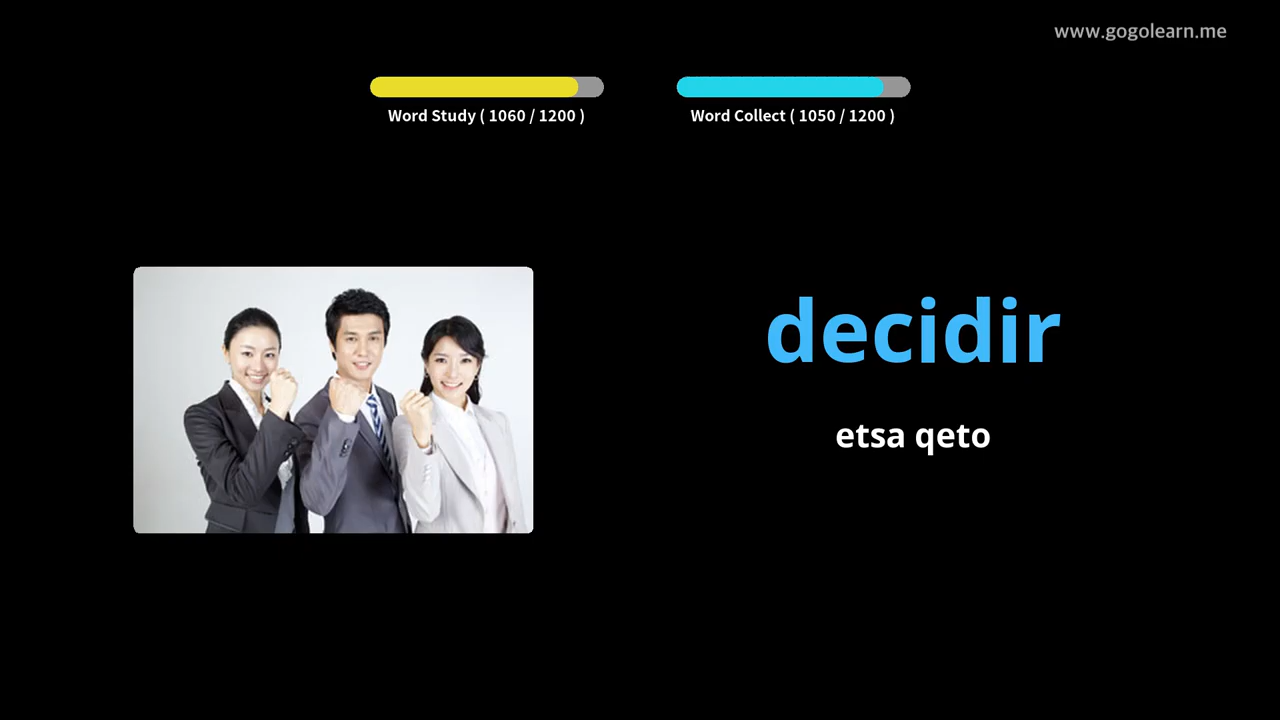 www.gogolearn.me
Word Study ( 1060 / 1200 )
Word Collect ( 1050 / 1200 )
decidir
etsa qeto